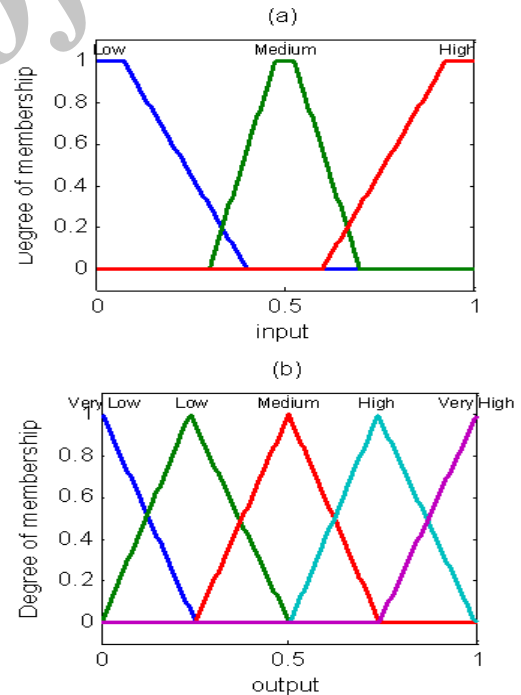 (a)
Low Medium High
Degree of membership
1
0.8
0.6
0.4
0.2
0
0 0.5 1
input
(b)
Very Low Low Medium High Very High
Degree of membership
1
0.8
0.6
0.4
0.2
0
0 0.5 1
output